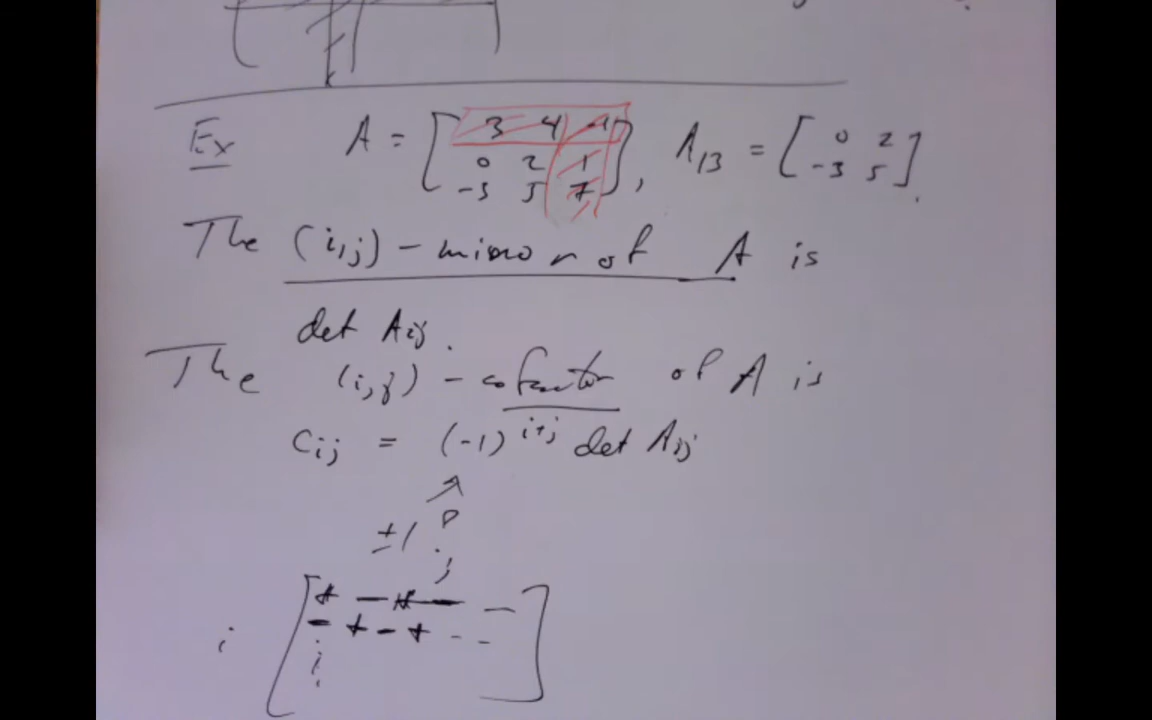 Ex A = [ 3 4 -1 ; 0 2 1 ; -3 5 7 ], A13 = [ 0 2 ; -3 5 ].
The (i,j) - minor of A is
det Aij.
The (i,j) - cofactor of A is
Cij = (-1)^i+j det Aij
±1
j
+ − + − −
i − + − + - -